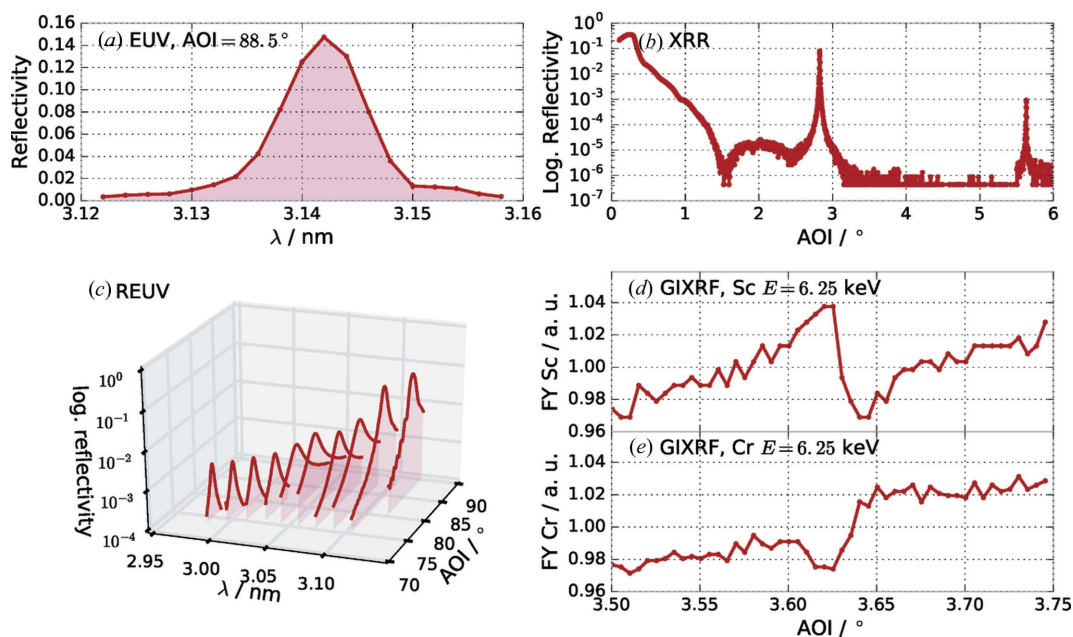 (a) EUV, AOI = 88.5°
Reflectivity
0.16
0.14
0.12
0.10
0.08
0.06
0.04
0.02
0.00
3.12 3.13 3.14 3.15 3.16
λ / nm
(b) XRR
Log. Reflectivity
10⁰
10⁻¹
10⁻²
10⁻³
10⁻⁴
10⁻⁵
10⁻⁶
10⁻⁷
0 1 2 3 4 5 6
AOI / °
(c) REUV
log. reflectivity
10⁰
10⁻¹
10⁻²
10⁻³
10⁻⁴
2.95 3.00 3.05 3.10
λ / nm
70 75 80 85 90
AOI / °
(d) GIXRF, Sc E = 6.25 keV
FY Sc / a. u.
1.04
1.02
1.00
0.98
0.96
(e) GIXRF, Cr E = 6.25 keV
FY Cr / a. u.
1.02
1.00
0.98
0.96
3.50 3.55 3.60 3.65 3.70 3.75
AOI / °